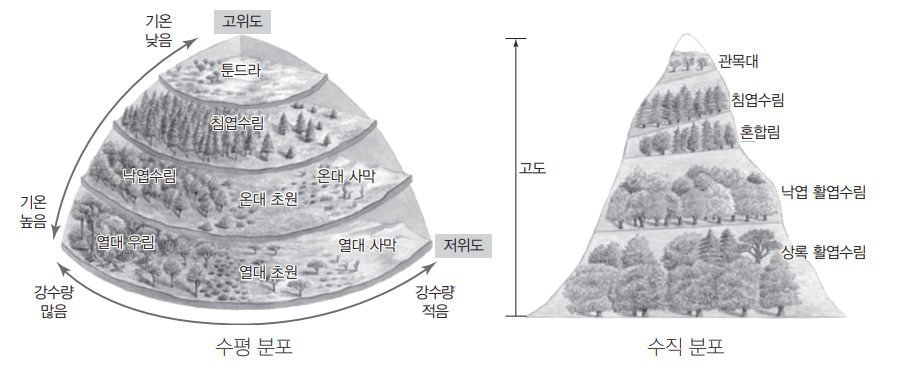 기온
낮음
고위도
툰드라
침엽수림
낙엽수림
온대 초원
온대 사막
기온
높음
열대 우림
열대 초원
열대 사막
저위도
강수량
많음
강수량
적음
수평 분포
고도
관목대
침엽수림
혼합림
낙엽 활엽수림
상록 활엽수림
수직 분포